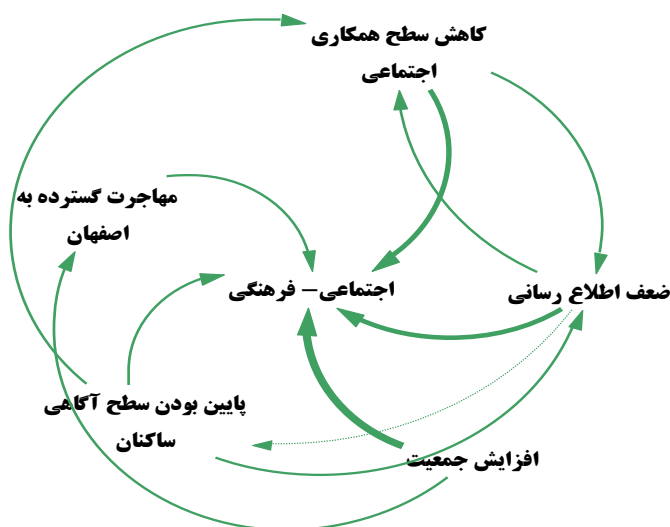 کاهش سطح همکاری
اجتماعی
مهاجرت گسترده به
اصفهان
اجتماعی– فرهنگی
ضعف اطلاع رسانی
پایین بودن سطح آگاهی
ساکنان
افزایش جمعیت